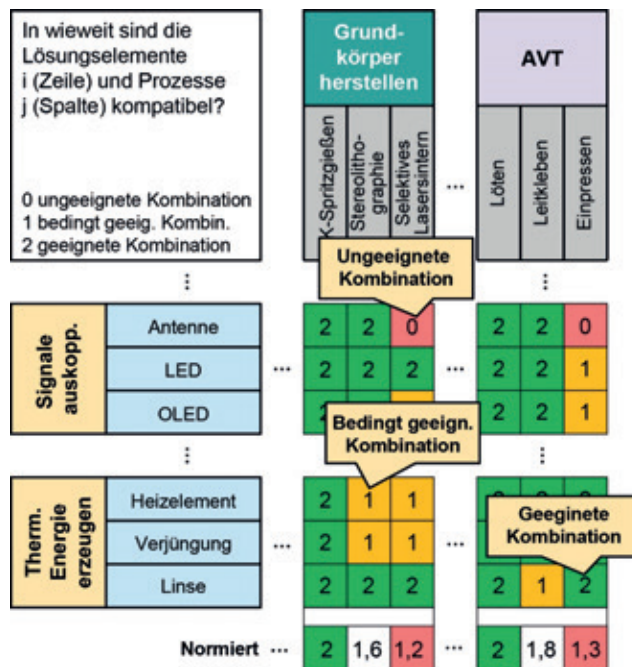 In wieweit sind die
Lösungselemente
i (Zeile) und Prozesse
j (Spalte) kompatibel?
0 ungeeignete Kombination
1 bedingt geeig. Kombin.
2 geeignete Kombination
Grund-
körper
herstellen
AVT
K-Spritzgießen
Stereolitho-
graphie
Selektives
Lasersintern
...
Löten
Leitkleben
Einpressen
Ungeeignete
Kombination
Signale
auskopp.
Antenne 2 2 0 2 2 0
LED ... 2 2 2 ... 2 2 1
OLED 2 2 2 1
Bedingt geeign.
Kombination
Therm.
Energie
erzeugen
Heizelement 2 1 1
Verjüngung ... 2 1 1 ...
Geeginete
Kombination
Linse 2 2 2 2 1 2
Normiert ... 2 1,6 1,2 ... 2 1,8 1,3